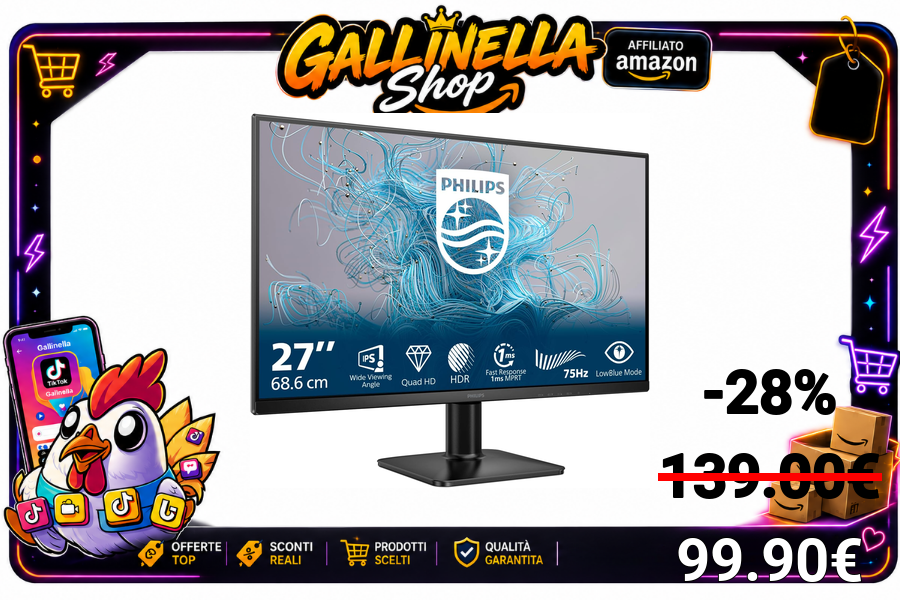 GALLINELLA
Shop
AFFILIATO
amazon
PHILIPS
27’’
68.6 cm
IPS
Wide Viewing
Angle
Quad HD
HDR
1ms
Fast Response
1ms MPRT
75Hz
LowBlue Mode
PHILIPS
Gallinella
TikTok
Gallinella
-28%
139.00€
99.90€
OFFERTE
TOP
SCONTI
REALI
PRODOTTI
SCELTI
QUALITÀ
GARANTITA